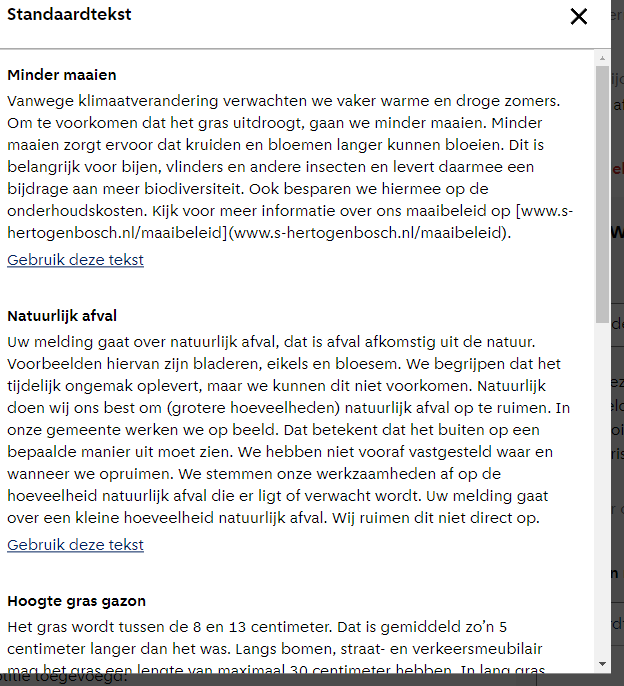 Standaardtekst
Minder maaien
Vanwege klimaatverandering verwachten we vaker warme en droge zomers.
Om te voorkomen dat het gras uitdroogt, gaan we minder maaien. Minder
maaien zorgt ervoor dat kruiden en bloemen langer kunnen bloeien. Dit is
belangrijk voor bijen, vlinders en andere insecten en levert daarmee een
bijdrage aan meer biodiversiteit. Ook besparen we hiermee op de
onderhoudskosten. Kijk voor meer informatie over ons maaibeleid op [www.s-
hertogenbosch.nl/maaibeleid](www.s-hertogenbosch.nl/maaibeleid).
Gebruik deze tekst
Natuurlijk afval
Uw melding gaat over natuurlijk afval, dat is afval afkomstig uit de natuur.
Voorbeelden hiervan zijn bladeren, eikels en bloesem. We begrijpen dat het
tijdelijk ongemak oplevert, maar we kunnen dit niet voorkomen. Natuurlijk
doen wij ons best om (grotere hoeveelheden) natuurlijk afval op te ruimen. In
onze gemeente werken we op beeld. Dat betekent dat het buiten op een
bepaalde manier uit moet zien. We hebben niet vooraf vastgesteld waar en
wanneer we opruimen. We stemmen onze werkzaamheden af op de
hoeveelheid natuurlijk afval die er ligt of verwacht wordt. Uw melding gaat
over een kleine hoeveelheid natuurlijk afval. Wij ruimen dit niet direct op.
Gebruik deze tekst
Hoogte gras gazon
Het gras wordt tussen de 8 en 13 centimeter. Dat is gemiddeld zo'n 5
centimeter langer dan het was. Langs bomen, straat- en verkeersmeubilair
mag het gras een lengte van maximaal 30 centimeter hebben. In lang gras
toegevoegd: